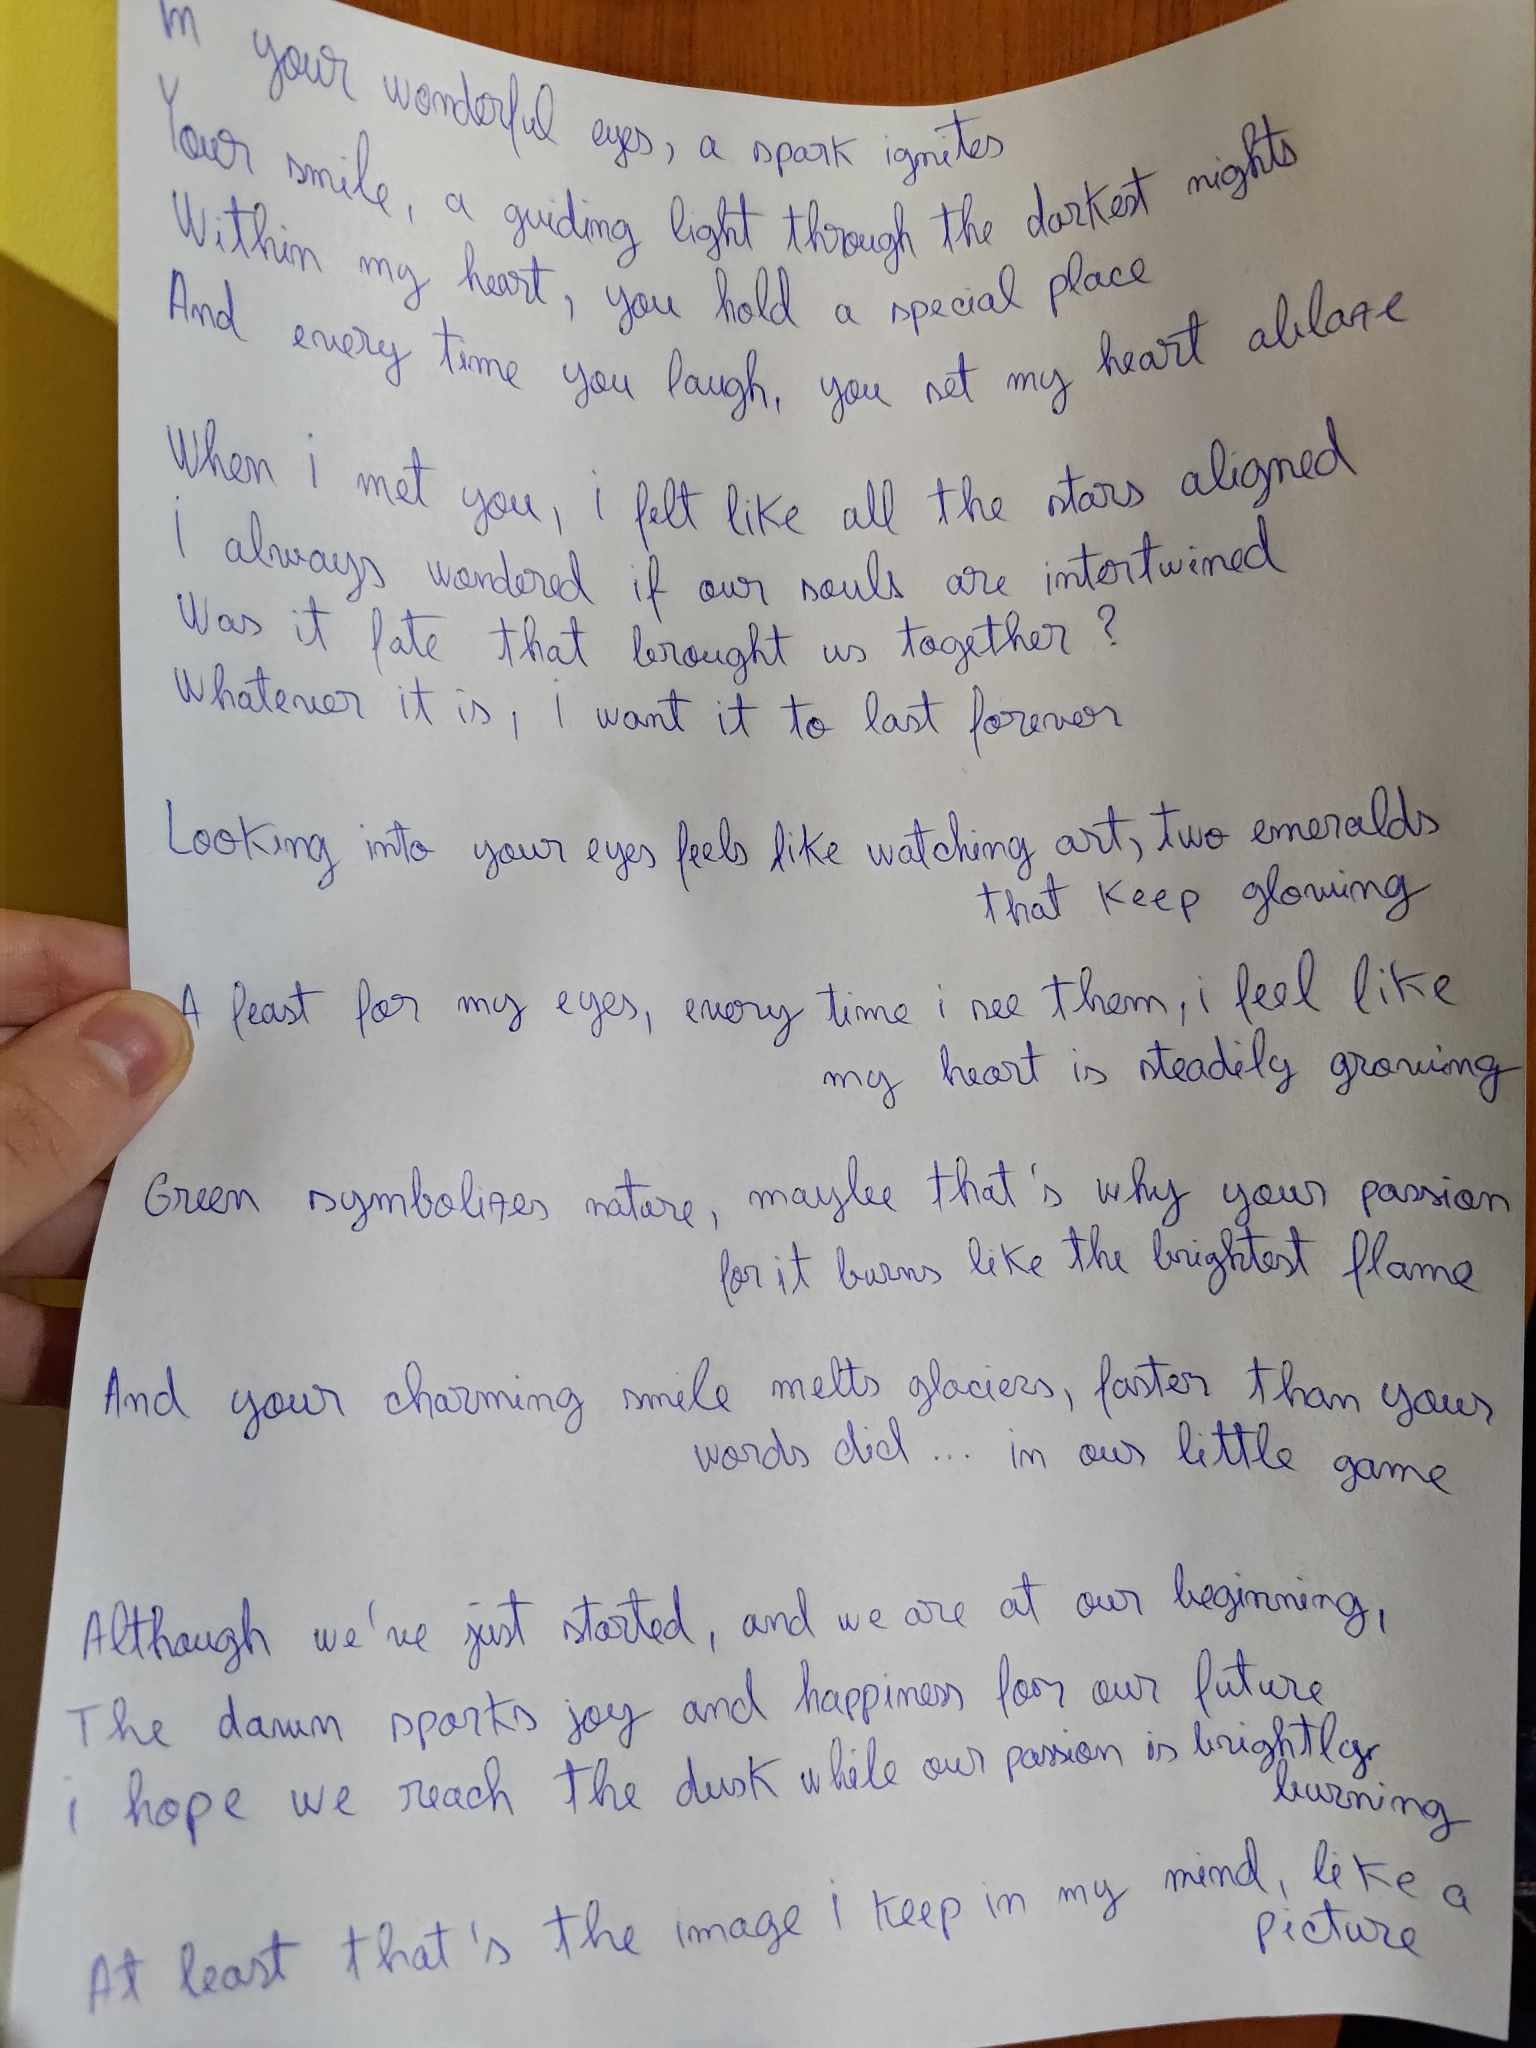 In your wonderful eyes, a spark ignites
Your smile, a guiding light through the darkest nights
Within my heart, you hold a special place
And every time you laugh, you set my heart ablaze
When i met you, i felt like all the stars aligned
i always wondered if our souls are intertwined
Was it fate that brought us together?
Whatever it is, i want it to last forever
Looking into your eyes feels like watching art, two emeralds
that keep glowing
A feast for my eyes, every time i see them, i feel like
my heart is steadily growing
Green symbolizes nature, maybe that's why your passion
for it burns like the brightest flame
And your charming smile melts glaciers, faster than your
words did... in our little game
Although we've just started, and we are at our beginning,
The dawn sparks joy and happiness for our future
i hope we reach the dusk while our passion is brightly
burning
At least that's the image i keep in my mind, like a
picture